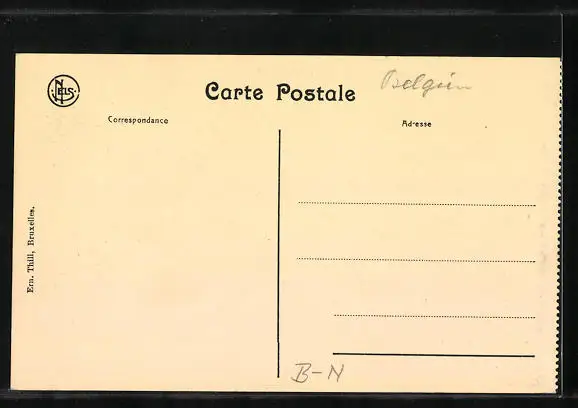 NELS
Carte Postale
Belgien
Correspondance
Adresse
Ern. Thill, Bruxelles.
B-N